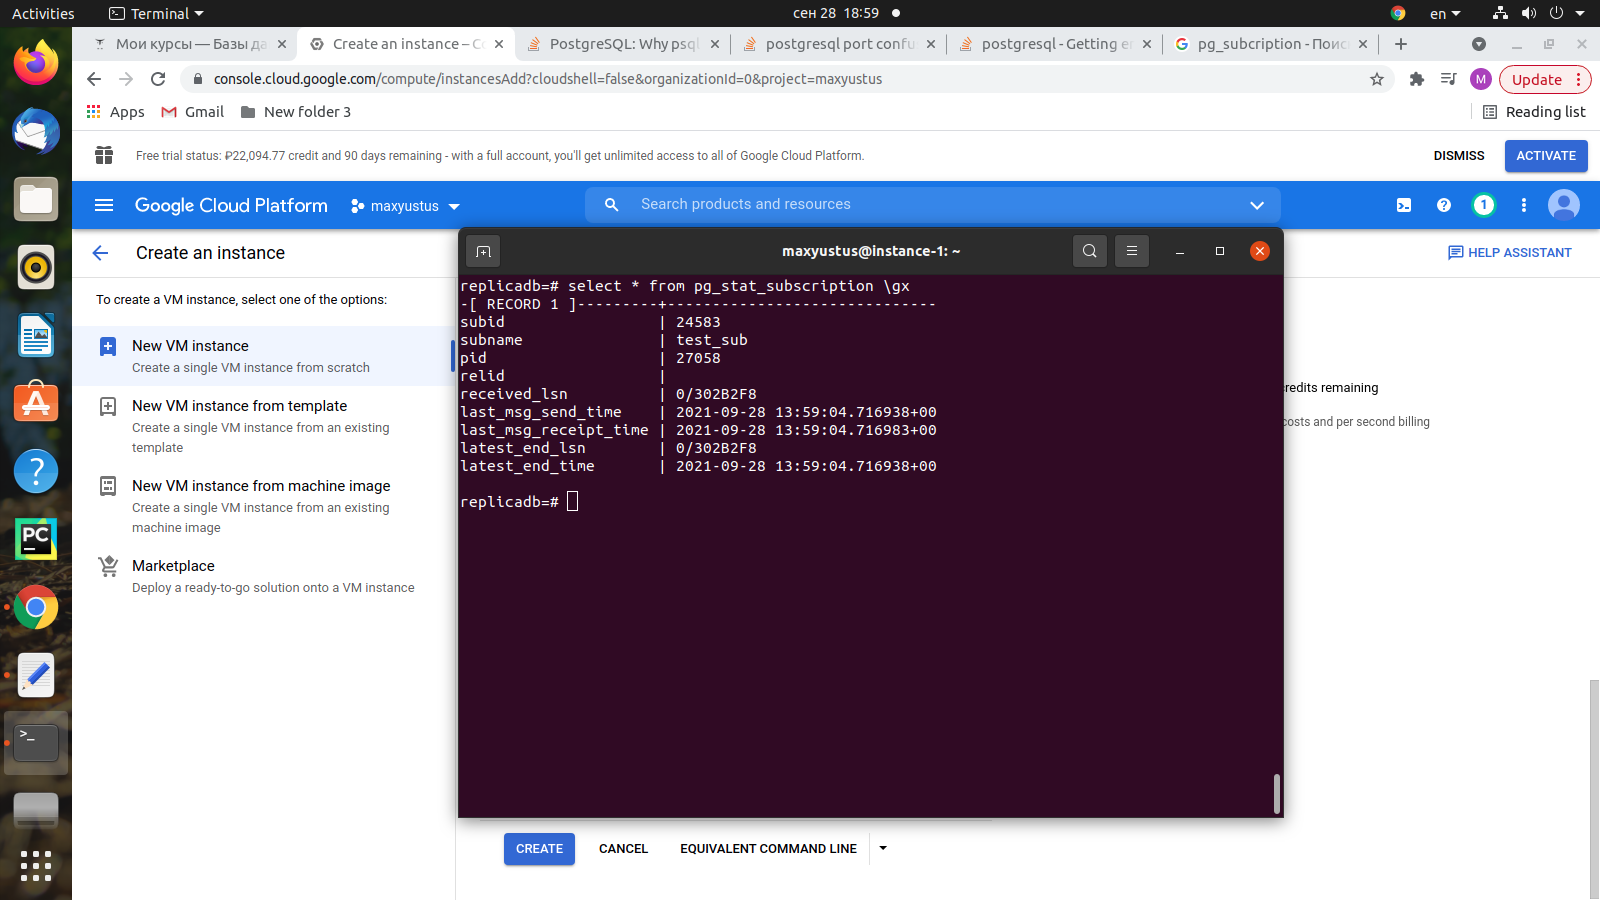 Activities
Terminal
сен 28 18:59
en
Мои курсы — Базы да
Create an instance – Co
PostgreSQL: Why psql
postgresql port confu
postgresql - Getting er
pg_subcription - Поис
console.cloud.google.com/compute/instancesAdd?cloudshell=false&organizationId=0&project=maxyustus
M
Update
Apps
Gmail
New folder 3
Reading list
Free trial status: ₽22,094.77 credit and 90 days remaining - with a full account, you'll get unlimited access to all of Google Cloud Platform.
DISMISS
ACTIVATE
Google Cloud Platform
maxyustus
Search products and resources
1
Create an instance
HELP ASSISTANT
To create a VM instance, select one of the options:
New VM instance
Create a single VM instance from scratch
New VM instance from template
Create a single VM instance from an existing
template
New VM instance from machine image
Create a single VM instance from an existing
machine image
Marketplace
Deploy a ready-to-go solution onto a VM instance
maxyustus@instance-1: ~
replicadb=# select * from pg_stat_subscription \gx
-[ RECORD 1 ]---------+------------------------------
subid                 | 24583
subname               | test_sub
pid                   | 27058
relid                 |
received_lsn          | 0/302B2F8
last_msg_send_time    | 2021-09-28 13:59:04.716938+00
last_msg_receipt_time | 2021-09-28 13:59:04.716983+00
latest_end_lsn        | 0/302B2F8
latest_end_time       | 2021-09-28 13:59:04.716938+00
replicadb=#
credits remaining
costs and per second billing
CREATE
CANCEL
EQUIVALENT COMMAND LINE
PC